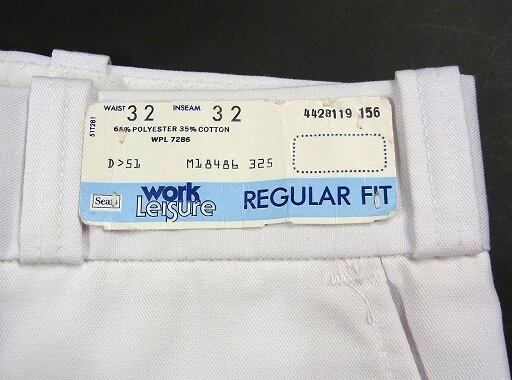 WAIST 32 INSEAM 32 4428119 156
65% POLYESTER 35% COTTON
WPL 7286
D>51 M18486 325
51T281
Sears work Leisure REGULAR FIT